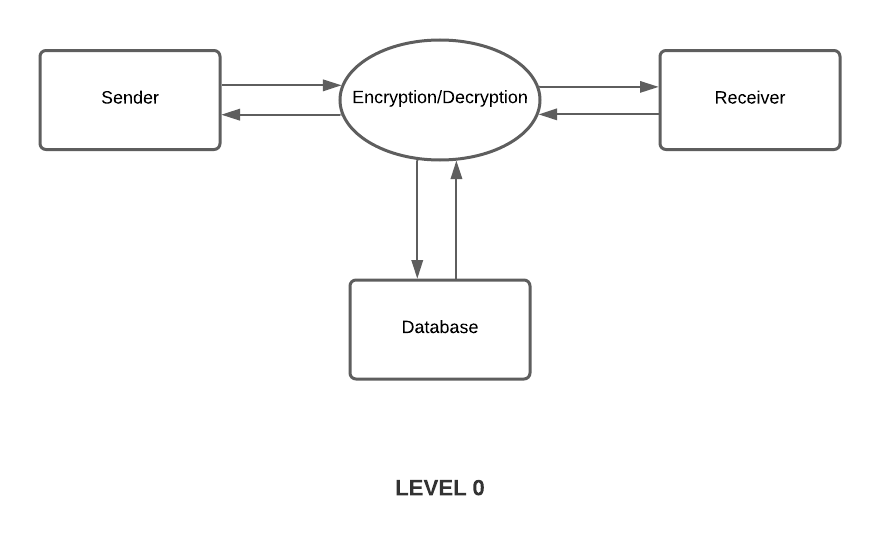 Sender
Encryption/Decryption
Receiver
Database
LEVEL 0